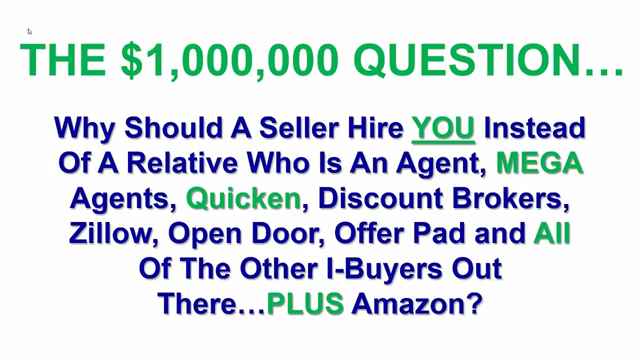 THE $1,000,000 QUESTION…
Why Should A Seller Hire YOU Instead
Of A Relative Who Is An Agent, MEGA
Agents, Quicken, Discount Brokers,
Zillow, Open Door, Offer Pad and All
Of The Other I-Buyers Out
There…PLUS Amazon?